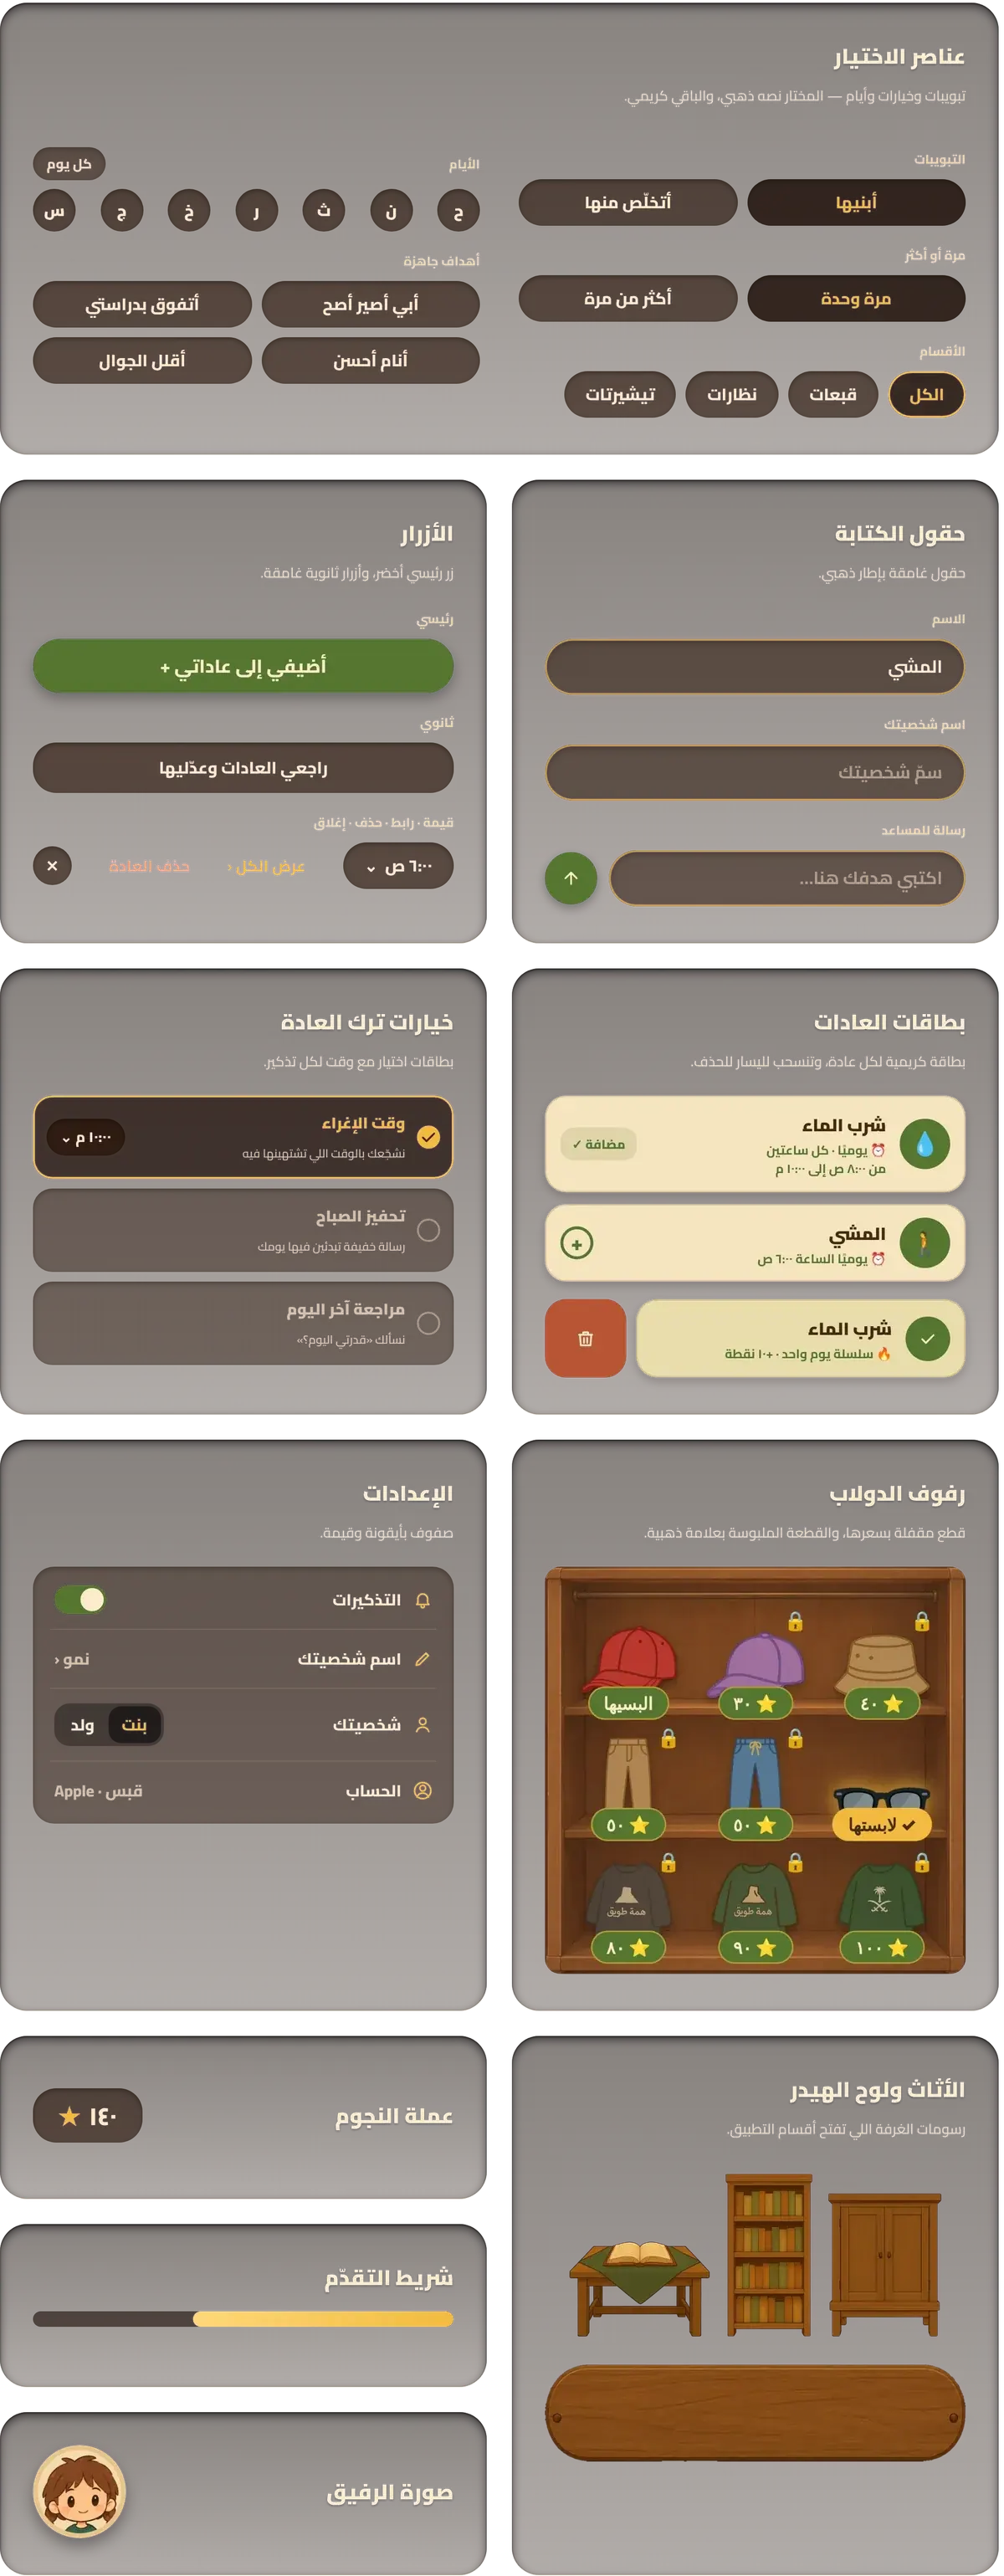 عناصر الاختيار
تبويبات وخيارات وأيام — المختار نصه ذهبي، والباقي كريمي.
التبويبات
أبنيها
أتخلّص منها
مرة أو أكثر
مرة وحدة
أكثر من مرة
الأقسام
الكل
قبعات
نظارات
تيشيرتات
الأيام
كل يوم
ح
ن
ث
ر
خ
ج
س
أهداف جاهزة
أبي أصير أصح
أتفوق بدراستي
أنام أحسن
أقلل الجوال
حقول الكتابة
حقول غامقة بإطار ذهبي.
الاسم
المشي
اسم شخصيتك
سمّ شخصيتك
رسالة للمساعد
اكتبي هدفك هنا...
الأزرار
زر رئيسي أخضر، وأزرار ثانوية غامقة.
رئيسي
أضيفي إلى عاداتي +
ثانوي
راجعي العادات وعدّليها
قيمة · رابط · حذف · إغلاق
٦:٠٠ ص ⌄
عرض الكل ›
حذف العادة
✕
بطاقات العادات
بطاقة كريمية لكل عادة، وتنسحب لليسار للحذف.
شرب الماء
⏰ يوميًا · كل ساعتين
من ٨:٠٠ ص إلى ١٠:٠٠ م
مضافة ✓
المشي
⏰ يوميًا الساعة ٦:٠٠ ص
+
شرب الماء
🔥 سلسلة يوم واحد · +١٠ نقطة
خيارات ترك العادة
بطاقات اختيار مع وقت لكل تذكير.
وقت الإغراء
نشجّعك بالوقت اللي تشتهينها فيه
١٠:٠٠ م ⌄
تحفيز الصباح
رسالة خفيفة تبدئين فيها يومك
مراجعة آخر اليوم
نسألك «قدرتي اليوم؟»
رفوف الدولاب
قطع مقفلة بسعرها، والقطعة الملبوسة بعلامة ذهبية.
⭐ ٤٠
⭐ ٣٠
البسيها
✓ لابستها
⭐ ٥٠
⭐ ٥٠
همة طويق
همة طويق
⭐ ١٠٠
⭐ ٩٠
⭐ ٨٠
الإعدادات
صفوف بأيقونة وقيمة.
التذكيرات
اسم شخصيتك
نمو ›
شخصيتك
بنت
ولد
الحساب
قبس · Apple
الأثاث ولوح الهيدر
رسومات الغرفة اللي تفتح أقسام التطبيق.
عملة النجوم
١٤٠ ★
شريط التقدّم
صورة الرفيق